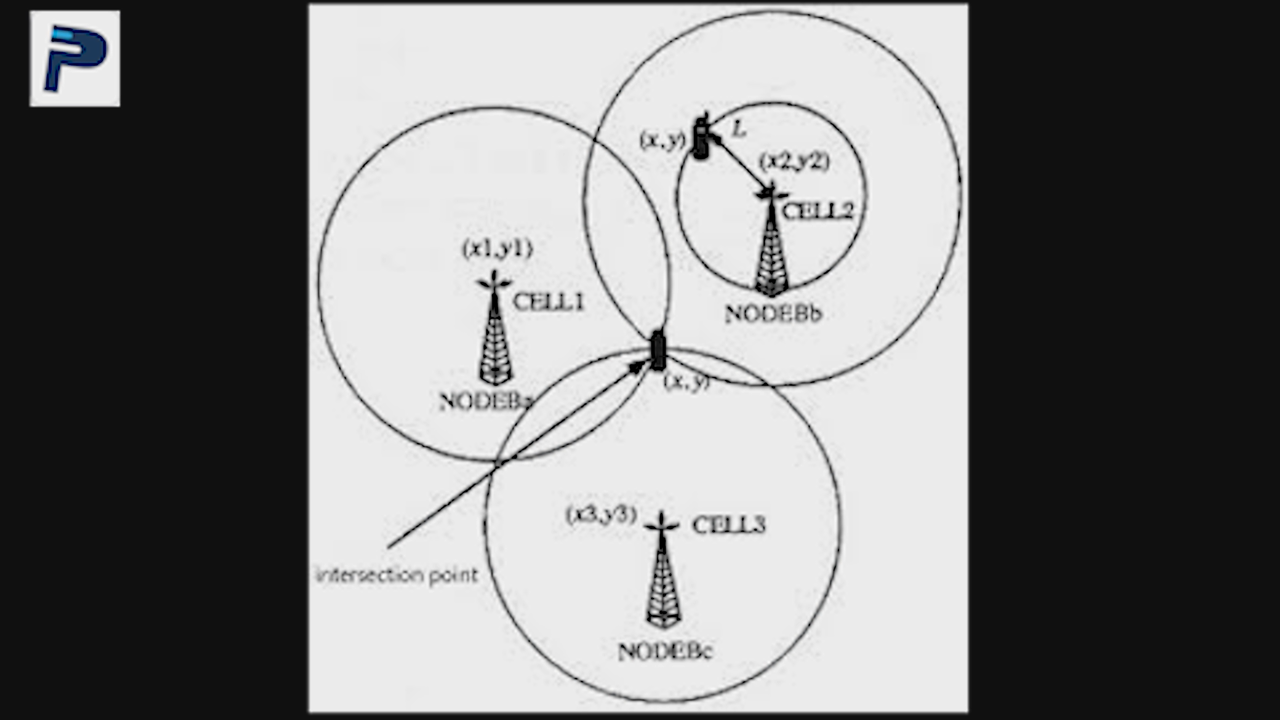 (x,y)
L
(x2,y2)
CELL2
NODEBb
(x1,y1)
CELL1
NODEBa
(x,y)
(x3,y3)
CELL3
intersection point
NODEBc